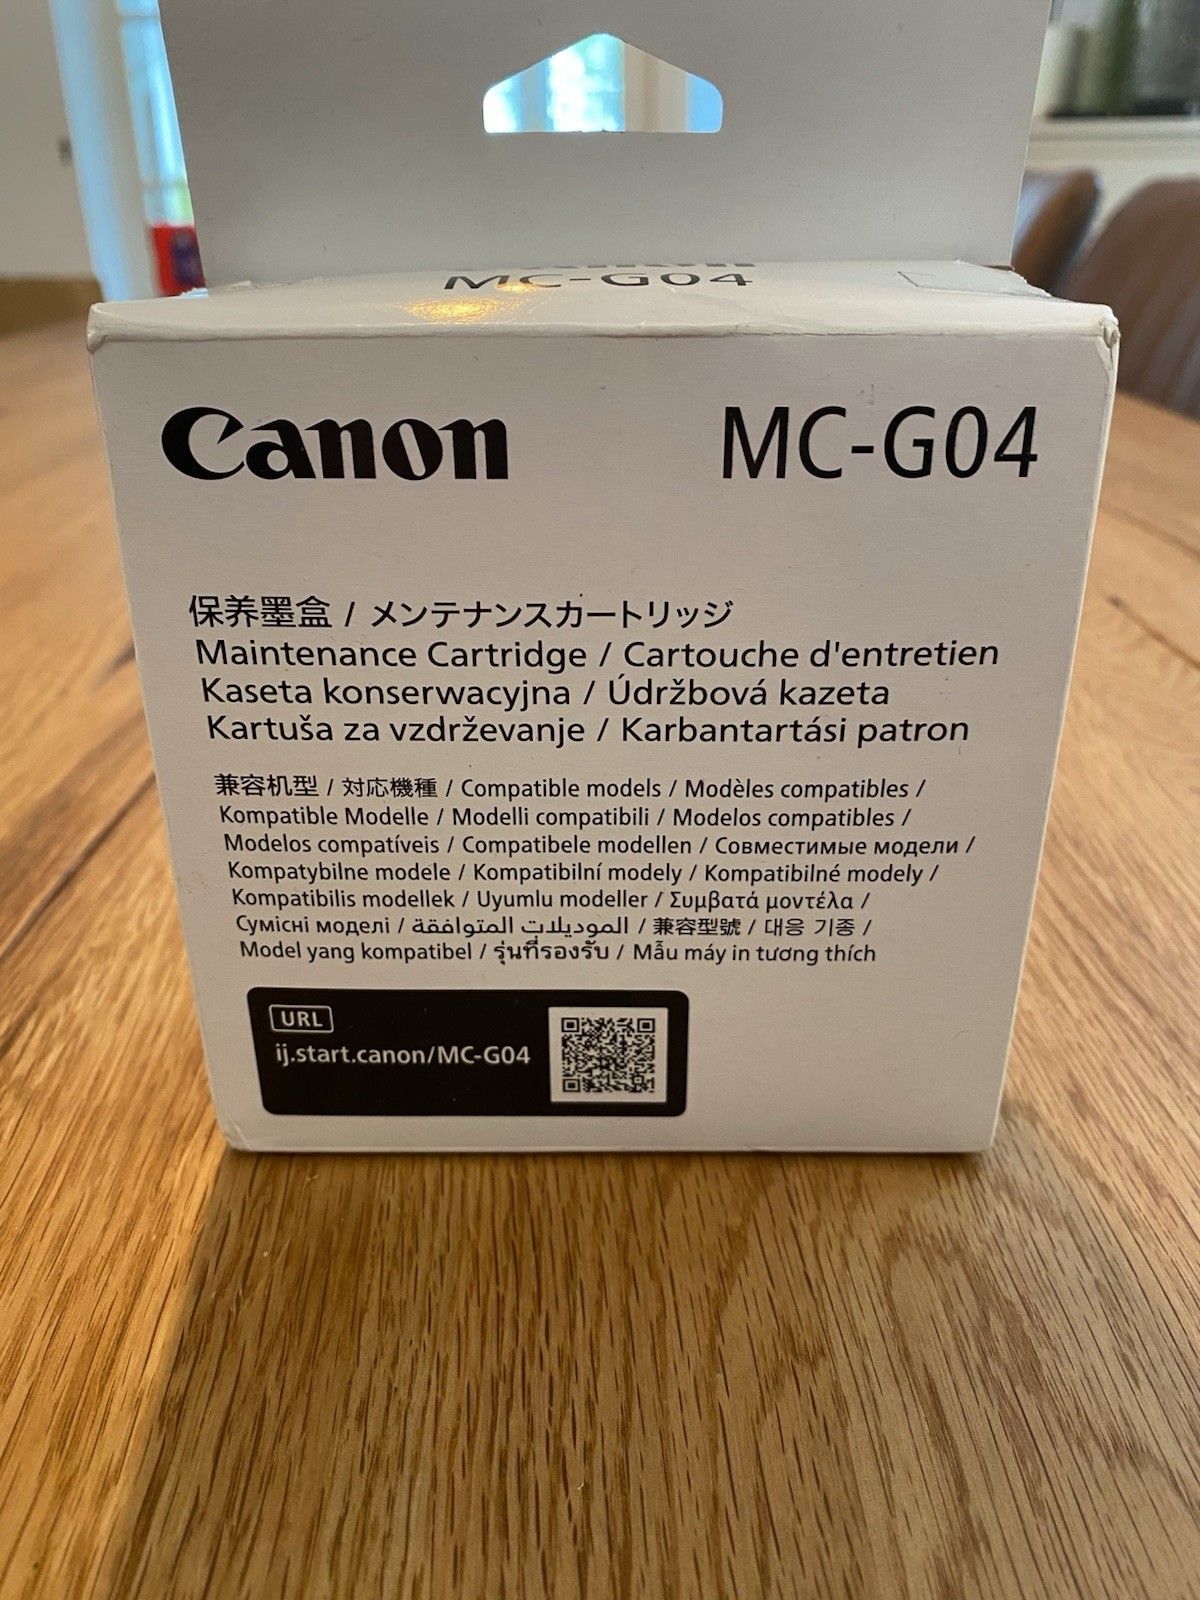 MC-G04
Canon MC-G04
保养墨盒 / メンテナンスカートリッジ
Maintenance Cartridge / Cartouche d'entretien
Kaseta konserwacyjna / Údržbová kazeta
Kartuša za vzdrževanje / Karbantartási patron
兼容机型 / 対応機種 / Compatible models / Modèles compatibles /
Kompatible Modelle / Modelli compatibili / Modelos compatibles /
Modelos compatíveis / Compatibele modellen / Совместимые модели /
Kompatybilne modele / Kompatibilní modely / Kompatibilné modely /
Kompatibilis modellek / Uyumlu modeller / Συμβατά μοντέλα /
Сумісні моделі / الموديلات المتوافقة / 兼容型號 / 대응 기종 /
Model yang kompatibel / รุ่นที่รองรับ / Mẫu máy in tương thích
URL
ij.start.canon/MC-G04